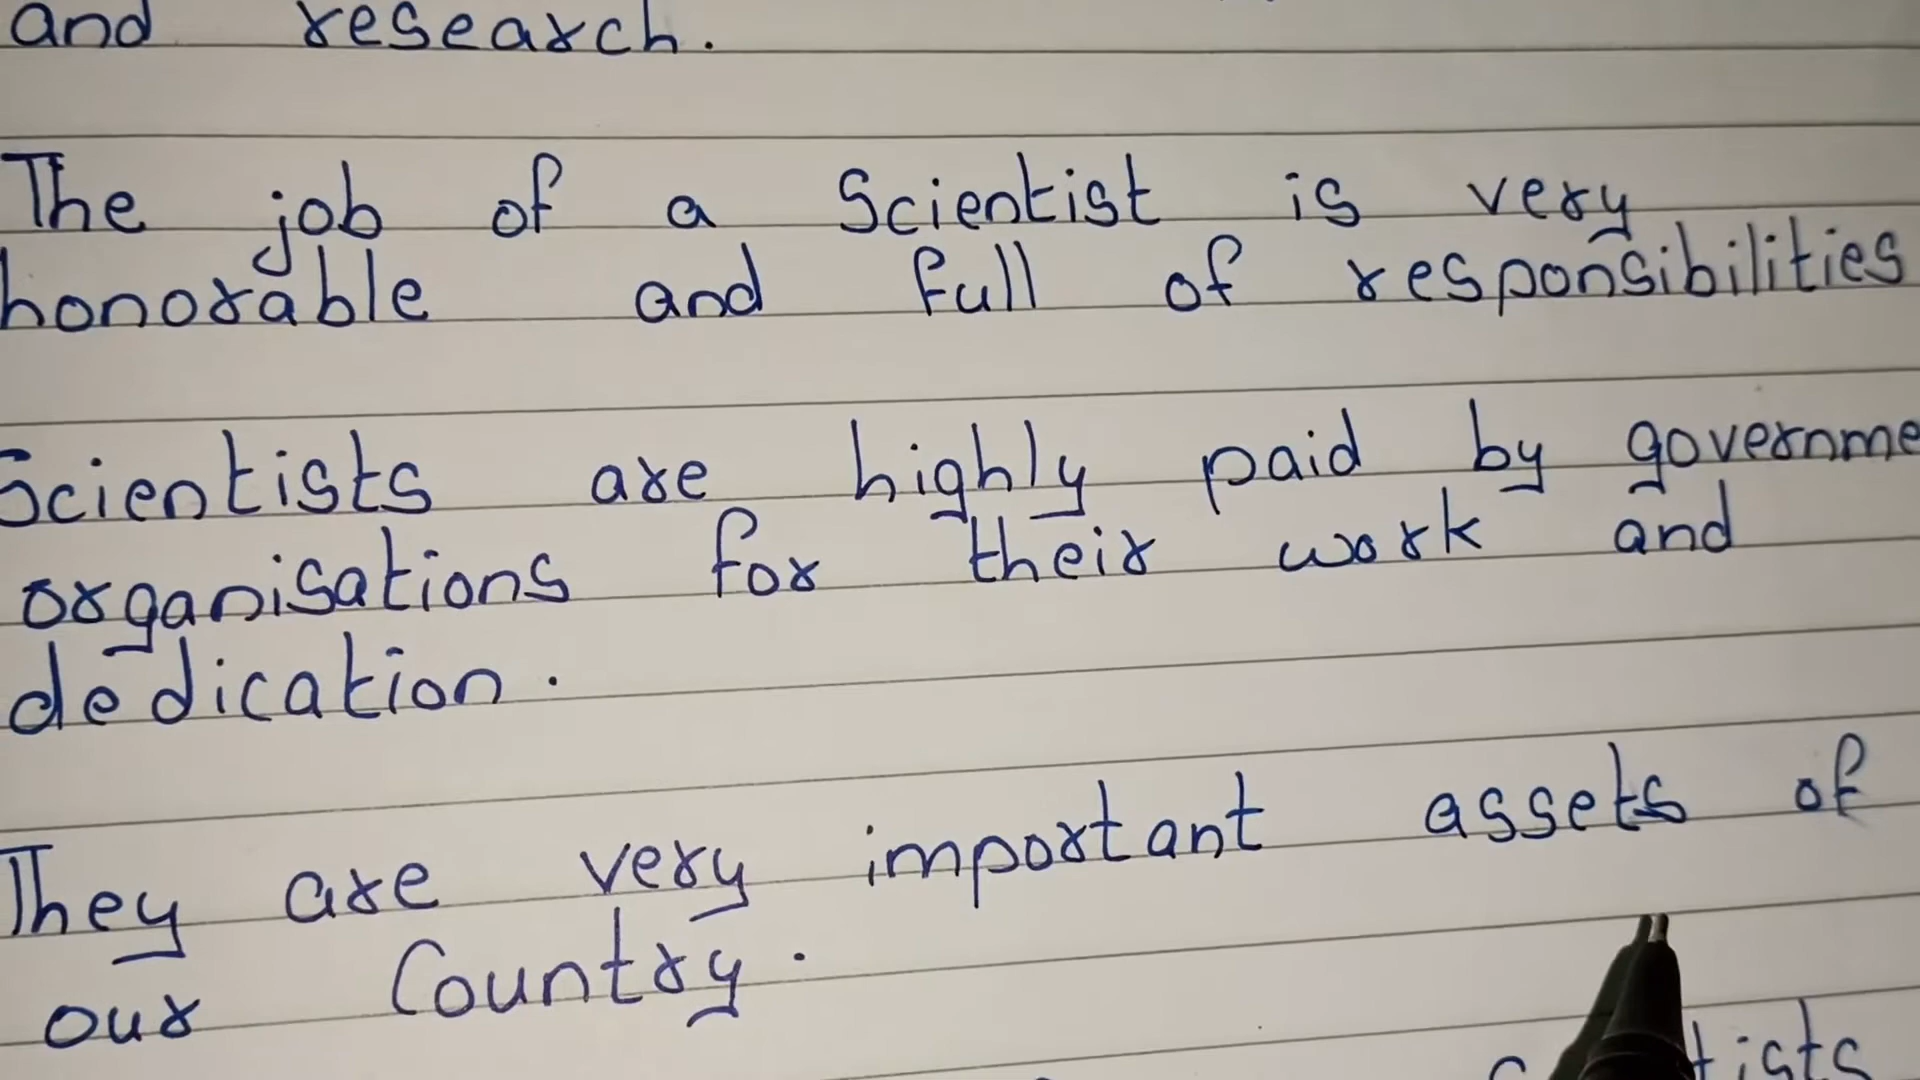 and research.
The job of a Scientist is very
honorable and full of responsibilities
Scientists are highly paid by governme
organisations for their work and
dedication.
They are very important assets of
our Country.